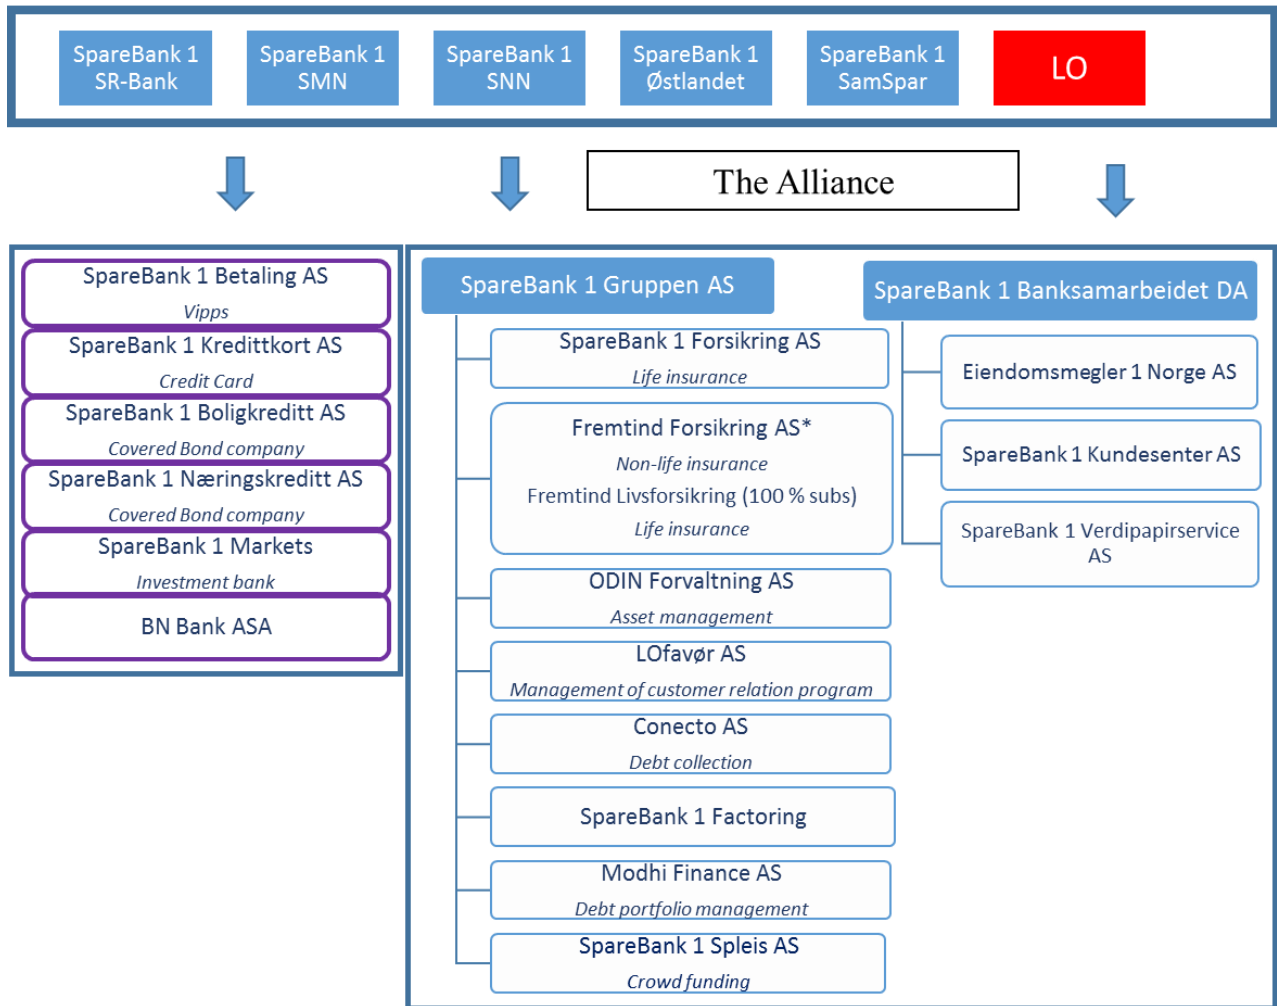 SpareBank 1
SR-Bank
SpareBank 1
SMN
SpareBank 1
SNN
SpareBank 1
Østlandet
SpareBank 1
SamSpar
LO
The Alliance
SpareBank 1 Betaling AS
Vipps
SpareBank 1 Kredittkort AS
Credit Card
SpareBank 1 Boligkreditt AS
Covered Bond company
SpareBank 1 Næringskreditt AS
Covered Bond company
SpareBank 1 Markets
Investment bank
BN Bank ASA
SpareBank 1 Gruppen AS
SpareBank 1 Forsikring AS
Life insurance
Fremtind Forsikring AS*
Non-life insurance
Fremtind Livsforsikring (100 % subs)
Life insurance
ODIN Forvaltning AS
Asset management
LOfavør AS
Management of customer relation program
Conecto AS
Debt collection
SpareBank 1 Factoring
Modhi Finance AS
Debt portfolio management
SpareBank 1 Spleis AS
Crowd funding
SpareBank 1 Banksamarbeidet DA
Eiendomsmegler 1 Norge AS
SpareBank 1 Kundesenter AS
SpareBank 1 Verdipapirservice
AS